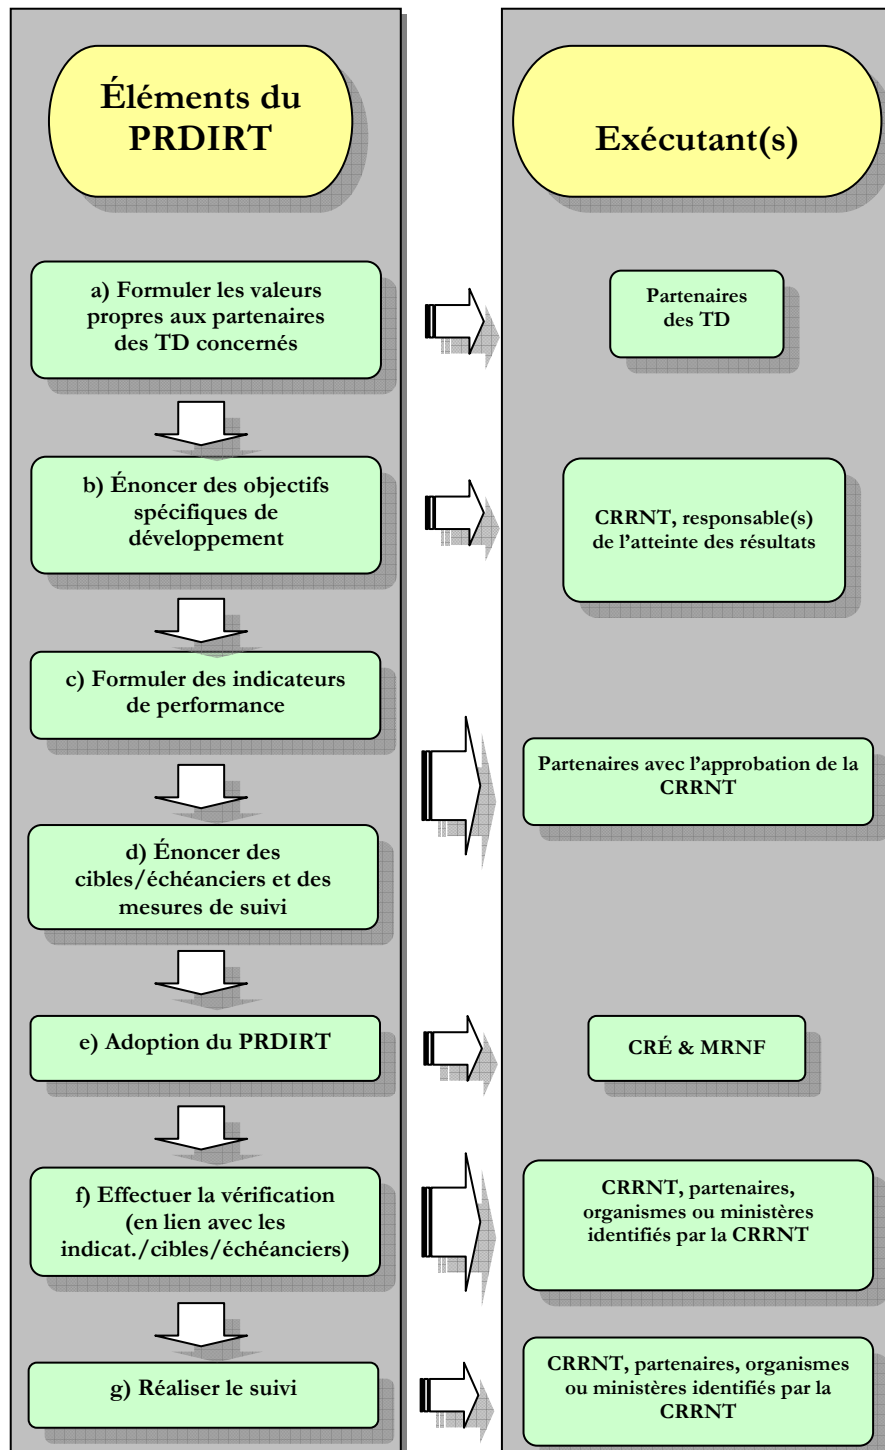 Éléments du
PRDIRT
Exécutant(s)
a) Formuler les valeurs
propres aux partenaires
des TD concernés
Partenaires
des TD
b) Énoncer des objectifs
spécifiques de
développement
CRRNT, responsable(s)
de l'atteinte des résultats
c) Formuler des indicateurs
de performance
Partenaires avec l'approbation de la
CRRNT
d) Énoncer des
cibles/échéanciers et des
mesures de suivi
e) Adoption du PRDIRT
CRÉ & MRNF
f) Effectuer la vérification
(en lien avec les
indicat./cibles/échéanciers)
CRRNT, partenaires,
organismes ou ministères
identifiés par la CRRNT
g) Réaliser le suivi
CRRNT, partenaires, organismes
ou ministères identifiés par la
CRRNT